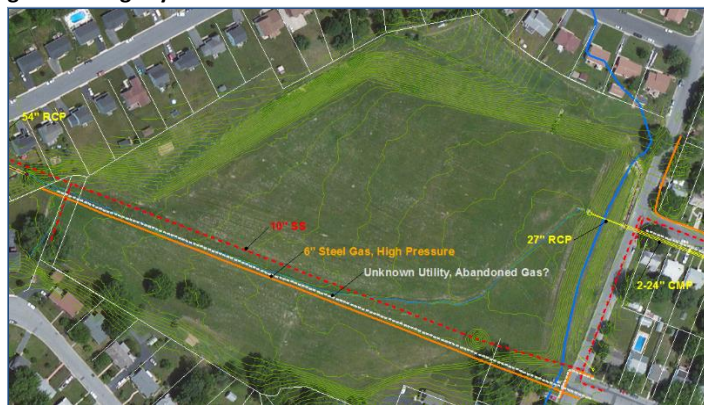 54" RCP
10" SS
6" Steel Gas, High Pressure
27" RCP
Unknown Utility, Abandoned Gas?
2-24" CMP